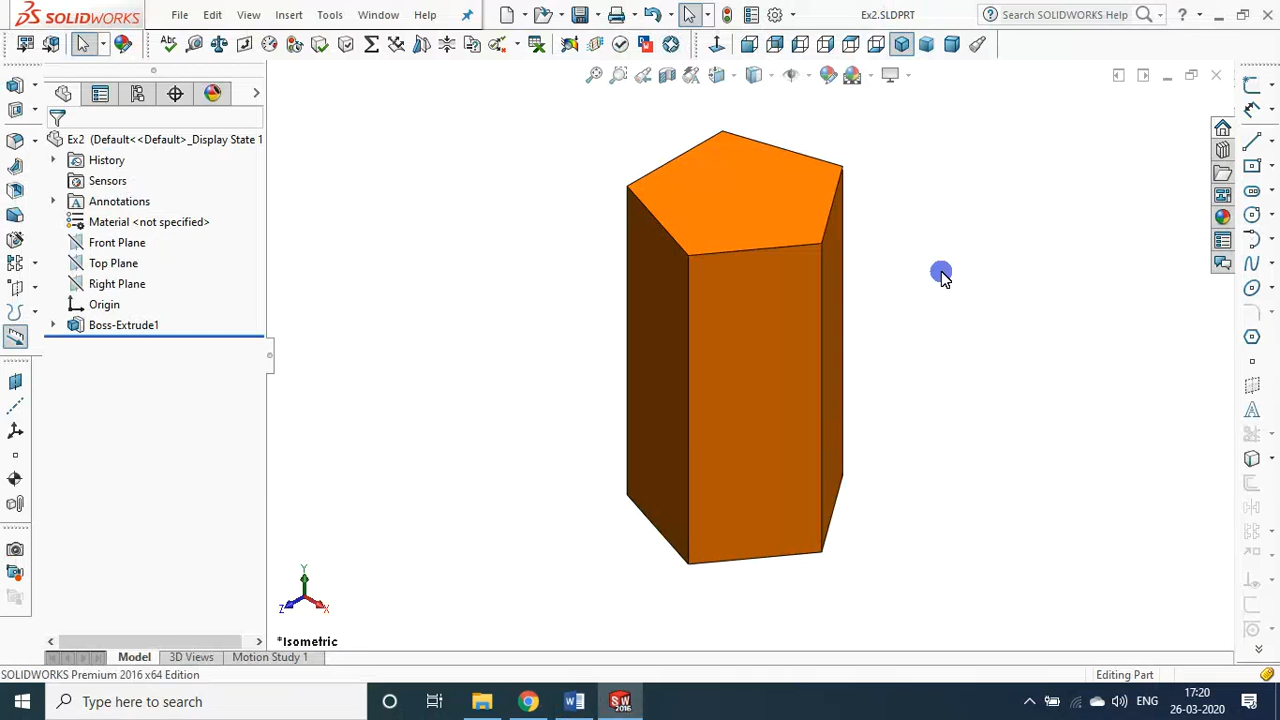 SOLIDWORKS File Edit View Insert Tools Window Help Ex2.SLDPRT Search SOLIDWORKS Help ?
Abc
Ex2 (Default<<Default>_Display State 1
History
Sensors
A Annotations
Material <not specified>
Front Plane
Top Plane
Right Plane
Origin
Boss-Extrude1
Y
Z X
*Isometric
Model 3D Views Motion Study 1
SOLIDWORKS Premium 2016 x64 Edition Editing Part
Type here to search ENG 17:20
26-03-2020